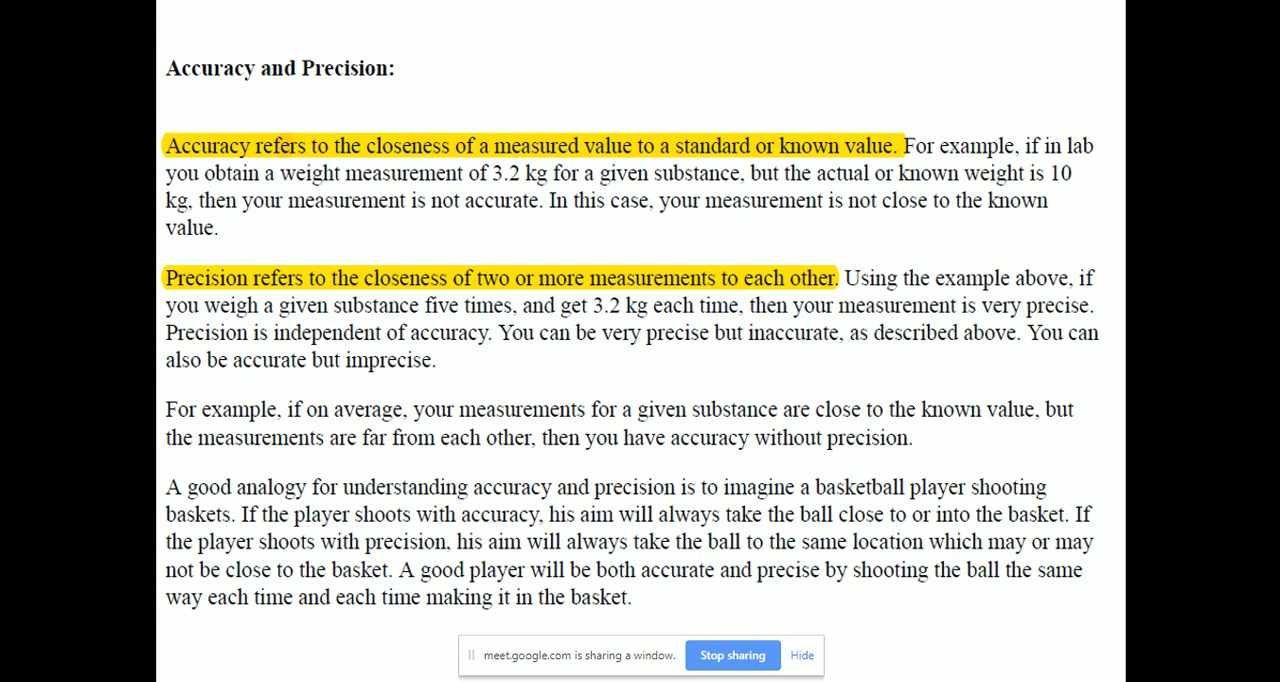 Accuracy and Precision:
Accuracy refers to the closeness of a measured value to a standard or known value. For example, if in lab
you obtain a weight measurement of 3.2 kg for a given substance, but the actual or known weight is 10
kg, then your measurement is not accurate. In this case, your measurement is not close to the known
value.
Precision refers to the closeness of two or more measurements to each other. Using the example above, if
you weigh a given substance five times, and get 3.2 kg each time, then your measurement is very precise.
Precision is independent of accuracy. You can be very precise but inaccurate, as described above. You can
also be accurate but imprecise.
For example, if on average, your measurements for a given substance are close to the known value, but
the measurements are far from each other, then you have accuracy without precision.
A good analogy for understanding accuracy and precision is to imagine a basketball player shooting
baskets. If the player shoots with accuracy, his aim will always take the ball close to or into the basket. If
the player shoots with precision, his aim will always take the ball to the same location which may or may
not be close to the basket. A good player will be both accurate and precise by shooting the ball the same
way each time and each time making it in the basket.
meet.google.com is sharing a window. Stop sharing Hide